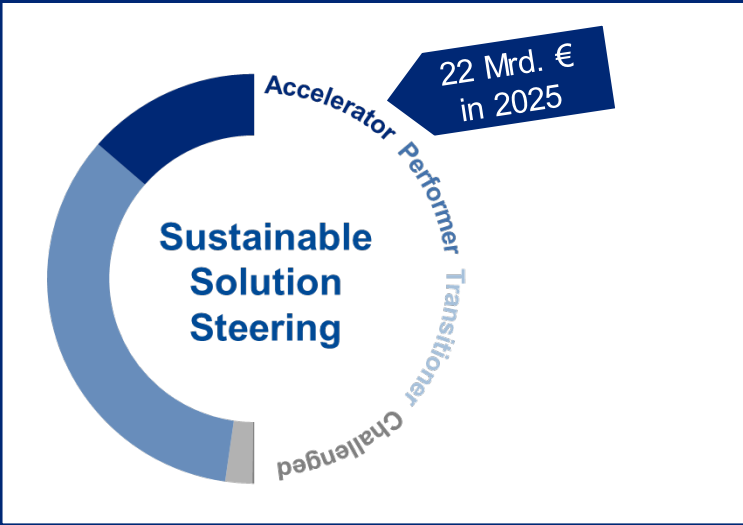 22 Mrd. €
in 2025
Accelerator
Performer
Transitioner
Challenged
Sustainable
Solution
Steering